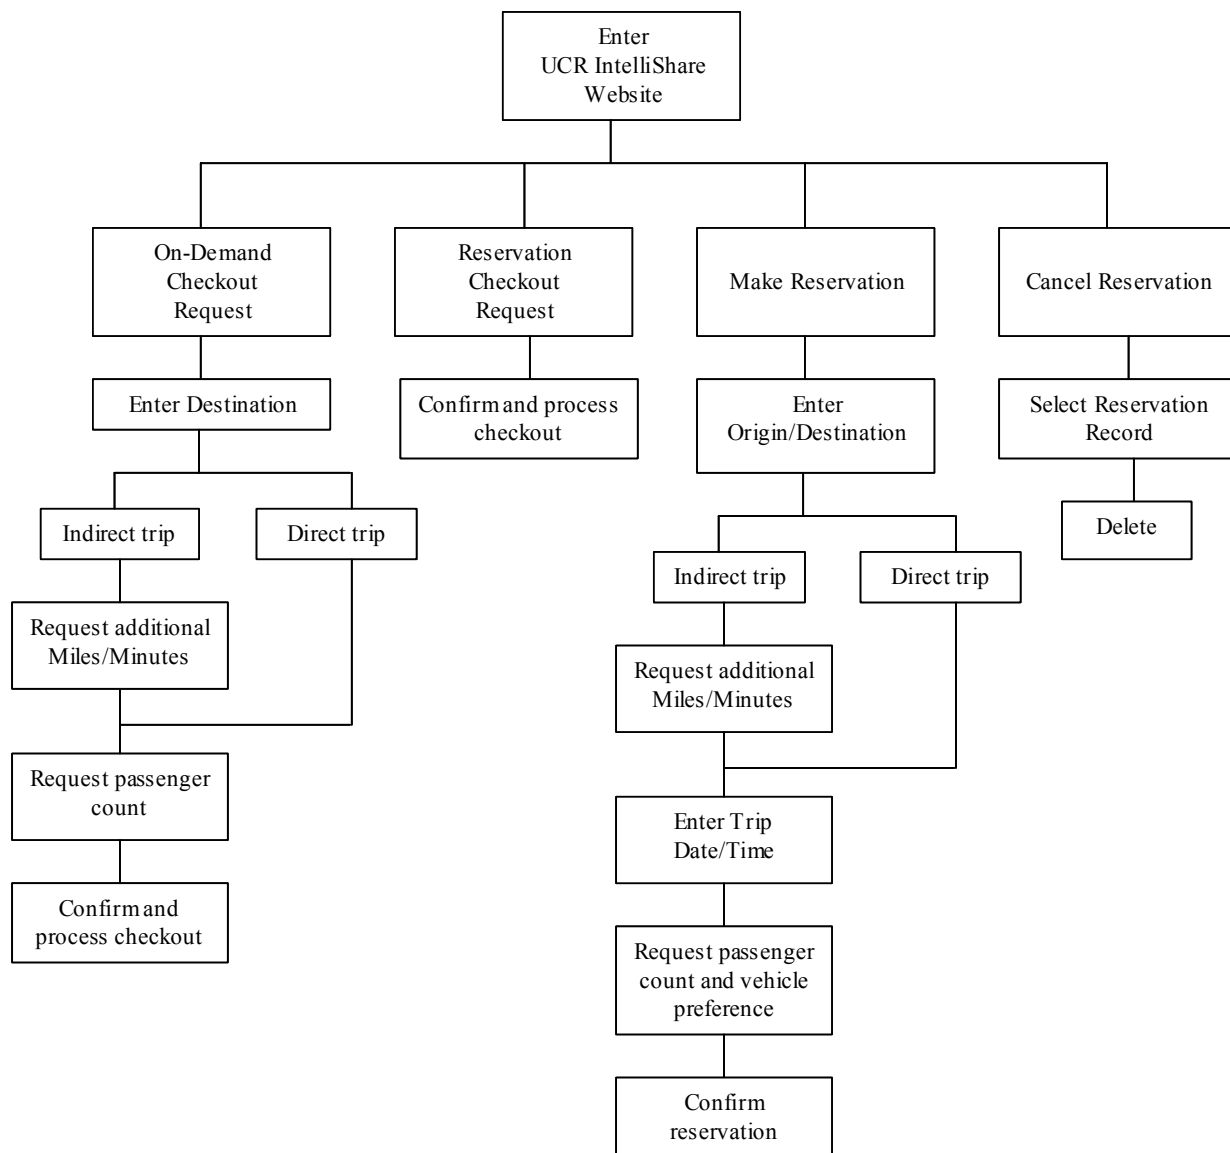 Enter
UCR IntelliShare
Website
On-Demand
Checkout
Request
Reservation
Checkout
Request
Make Reservation
Cancel Reservation
Enter Destination
Confirm and process
checkout
Enter
Origin/Destination
Select Reservation
Record
Indirect trip
Direct trip
Delete
Indirect trip
Direct trip
Request additional
Miles/Minutes
Request additional
Miles/Minutes
Request passenger
count
Enter Trip
Date/Time
Confirm and
process checkout
Request passenger
count and vehicle
preference
Confirm
reservation